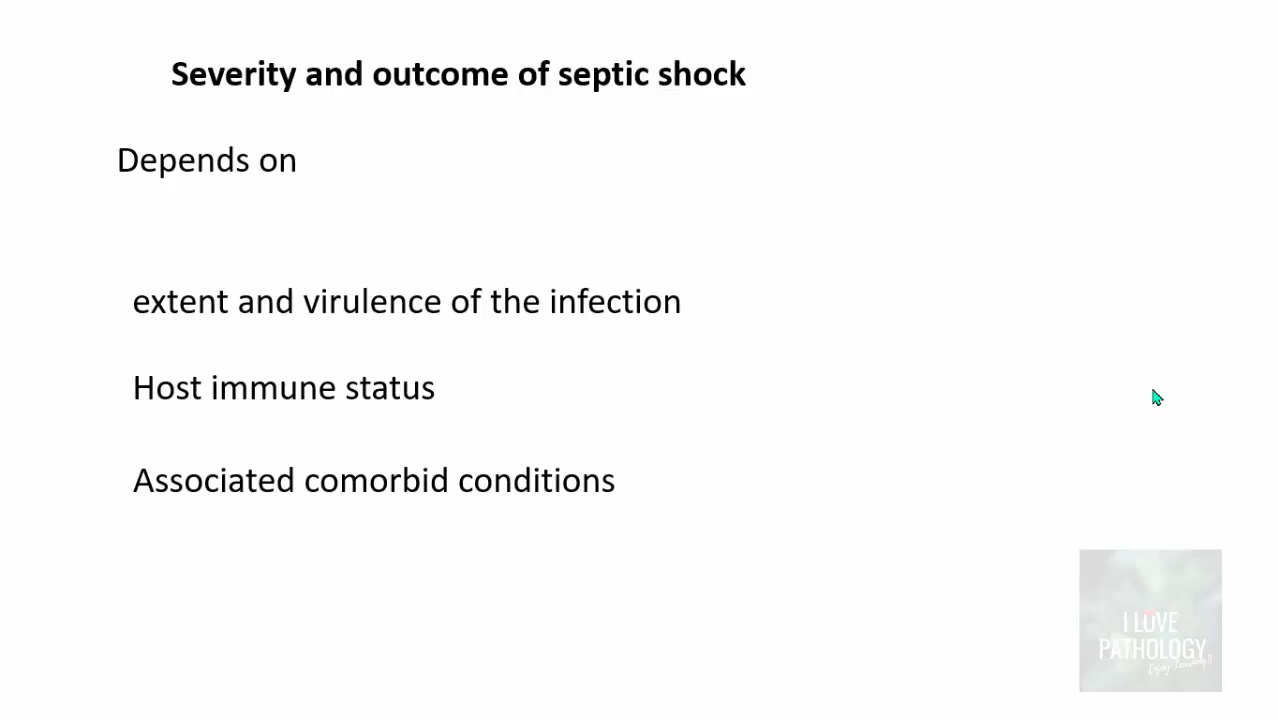 Severity and outcome of septic shock
Depends on
extent and virulence of the infection
Host immune status
Associated comorbid conditions
I LOVE
PATHOLOGY